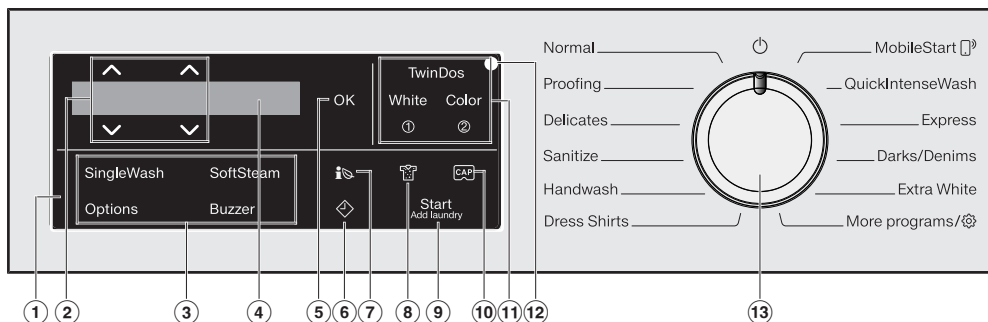 TwinDos
OK White Color
① ②
SingleWash SoftSteam
Options Buzzer
CAP
Start
Add laundry
Normal MobileStart
Proofing QuickIntenseWash
Delicates Express
Sanitize Darks/Denims
Handwash Extra White
Dress Shirts More programs/
① ② ③ ④ ⑤ ⑥ ⑦ ⑧ ⑨ ⑩ ⑪ ⑫ ⑬